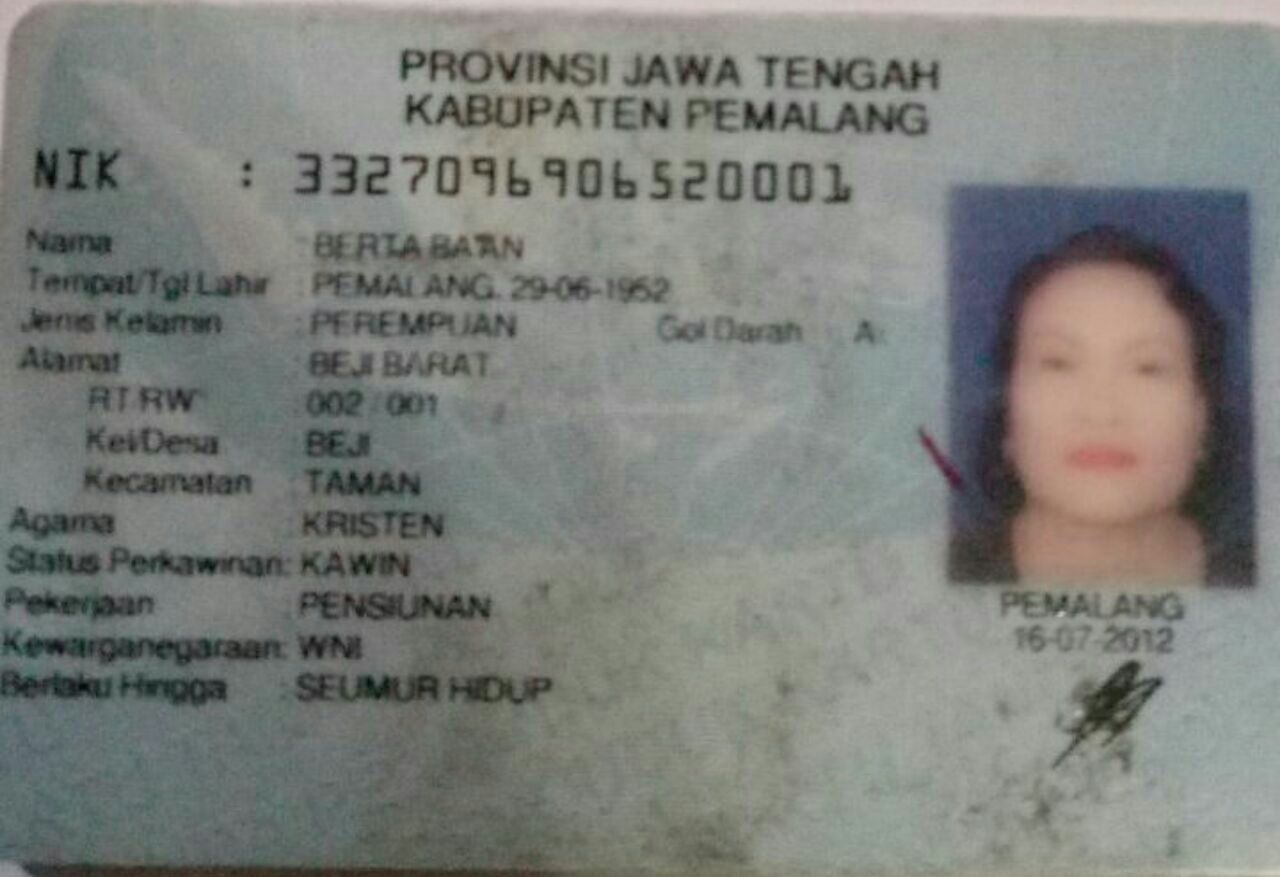 PROVINSI JAWA TENGAH
KABUPATEN PEMALANG
NIK : 3327096906520001
Nama : BERTA BATAN
Tempat/Tgl Lahir : PEMALANG, 29-06-1952
Jenis Kelamin : PEREMPUAN Gol Darah A
Alamat : BEJI BARAT
RT/RW : 002 / 001
Kel/Desa : BEJI
Kecamatan : TAMAN
Agama : KRISTEN
Status Perkawinan: KAWIN
Pekerjaan : PENSIUNAN
Kewarganegaraan: WNI
Berlaku Hingga : SEUMUR HIDUP
PEMALANG
16-07-2012